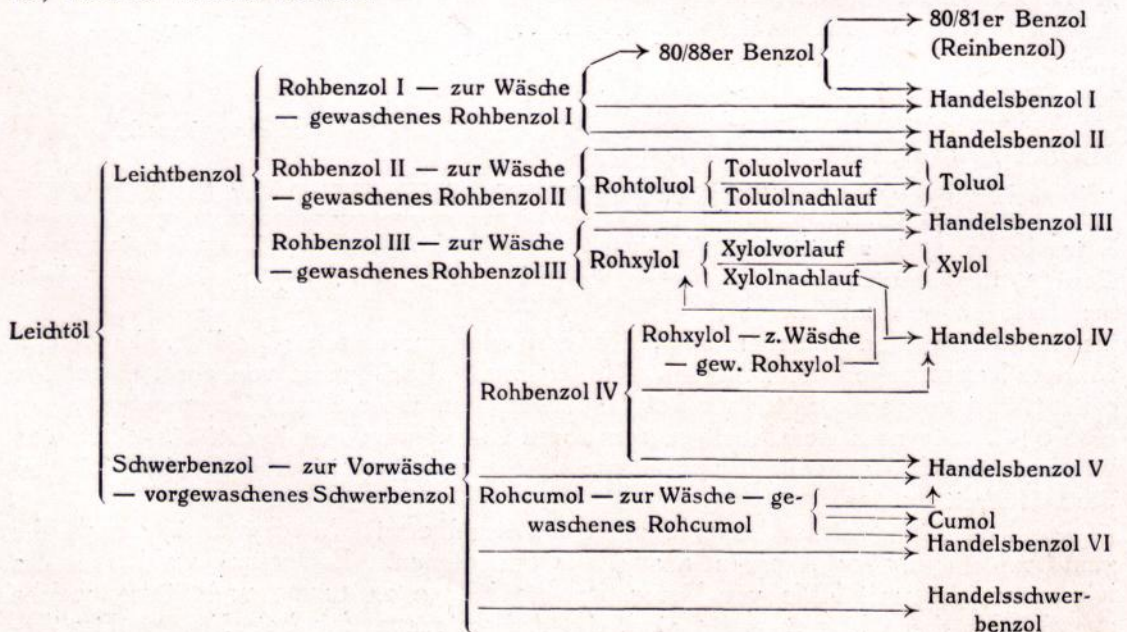 80/81er Benzol
80/88er Benzol
(Reinbenzol)
Rohbenzol I — zur Wäsche
Handelsbenzol I
— gewaschenes Rohbenzol I
Handelsbenzol II
Leichtbenzol
Rohbenzol II — zur Wäsche
Toluolvorlauf
— gewaschenes Rohbenzol II
Rohtoluol
Toluol
Toluolnachlauf
Handelsbenzol III
Rohbenzol III — zur Wäsche
Xylolvorlauf
— gewaschenes Rohbenzol III
Rohxylol
Xylol
Xylolnachlauf
Leichtöl
Rohxylol — z. Wäsche
Handelsbenzol IV
— gew. Rohxylol
Rohbenzol IV
Schwerbenzol — zur Vorwäsche
Handelsbenzol V
— vorgewaschenes Schwerbenzol
Rohcumol — zur Wäsche — ge-
waschenes Rohcumol
Cumol
Handelsbenzol VI
Handelsschwer-
benzol